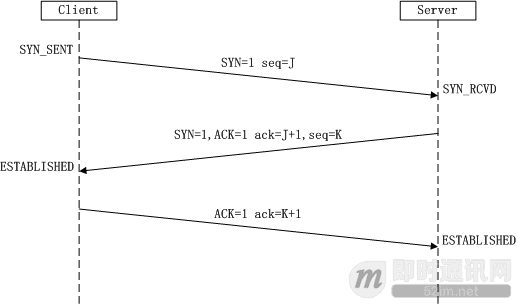 Client
Server
SYN_SENT
SYN=1 seq=J
SYN_RCVD
SYN=1,ACK=1 ack=J+1,seq=K
ESTABLISHED
ACK=1 ack=K+1
ESTABLISHED
即时通讯网
52im.net